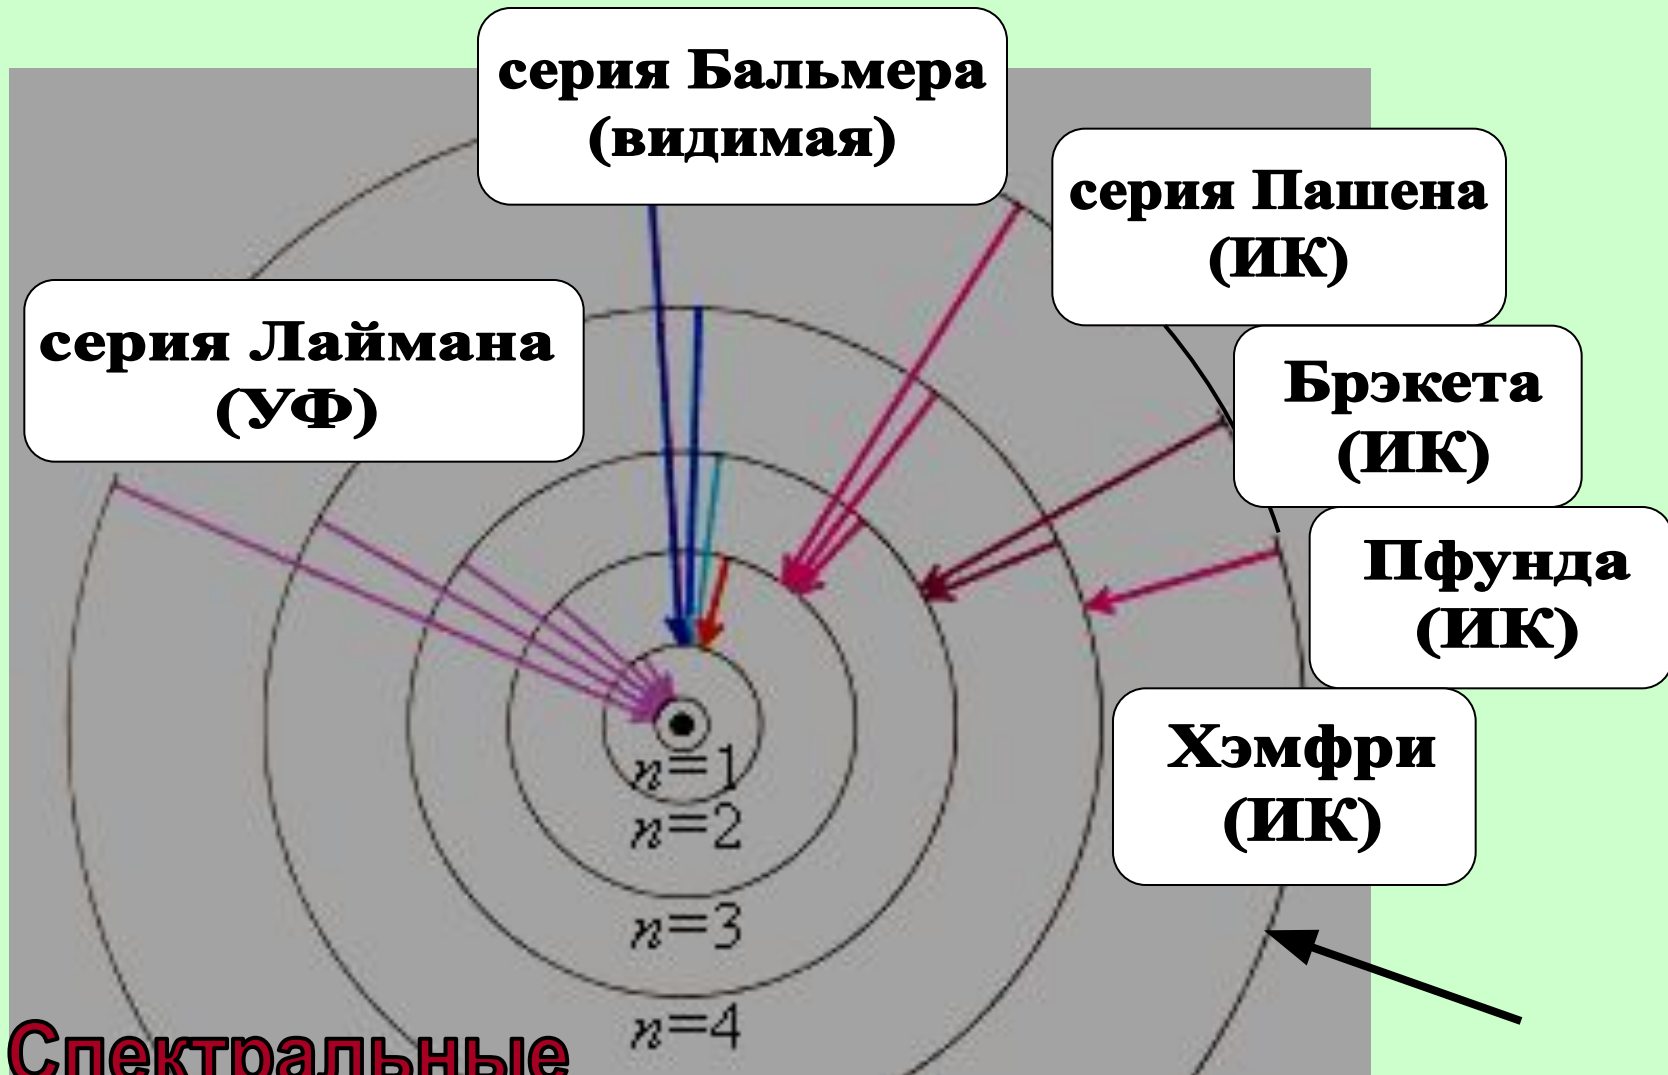 серия Бальмера
(видимая)
серия Пашена
(ИК)
серия Лаймана
(УФ)
Брэкета
(ИК)
Пфунда
(ИК)
Хэмфри
(ИК)
n=1
n=2
n=3
n=4
Спектральные